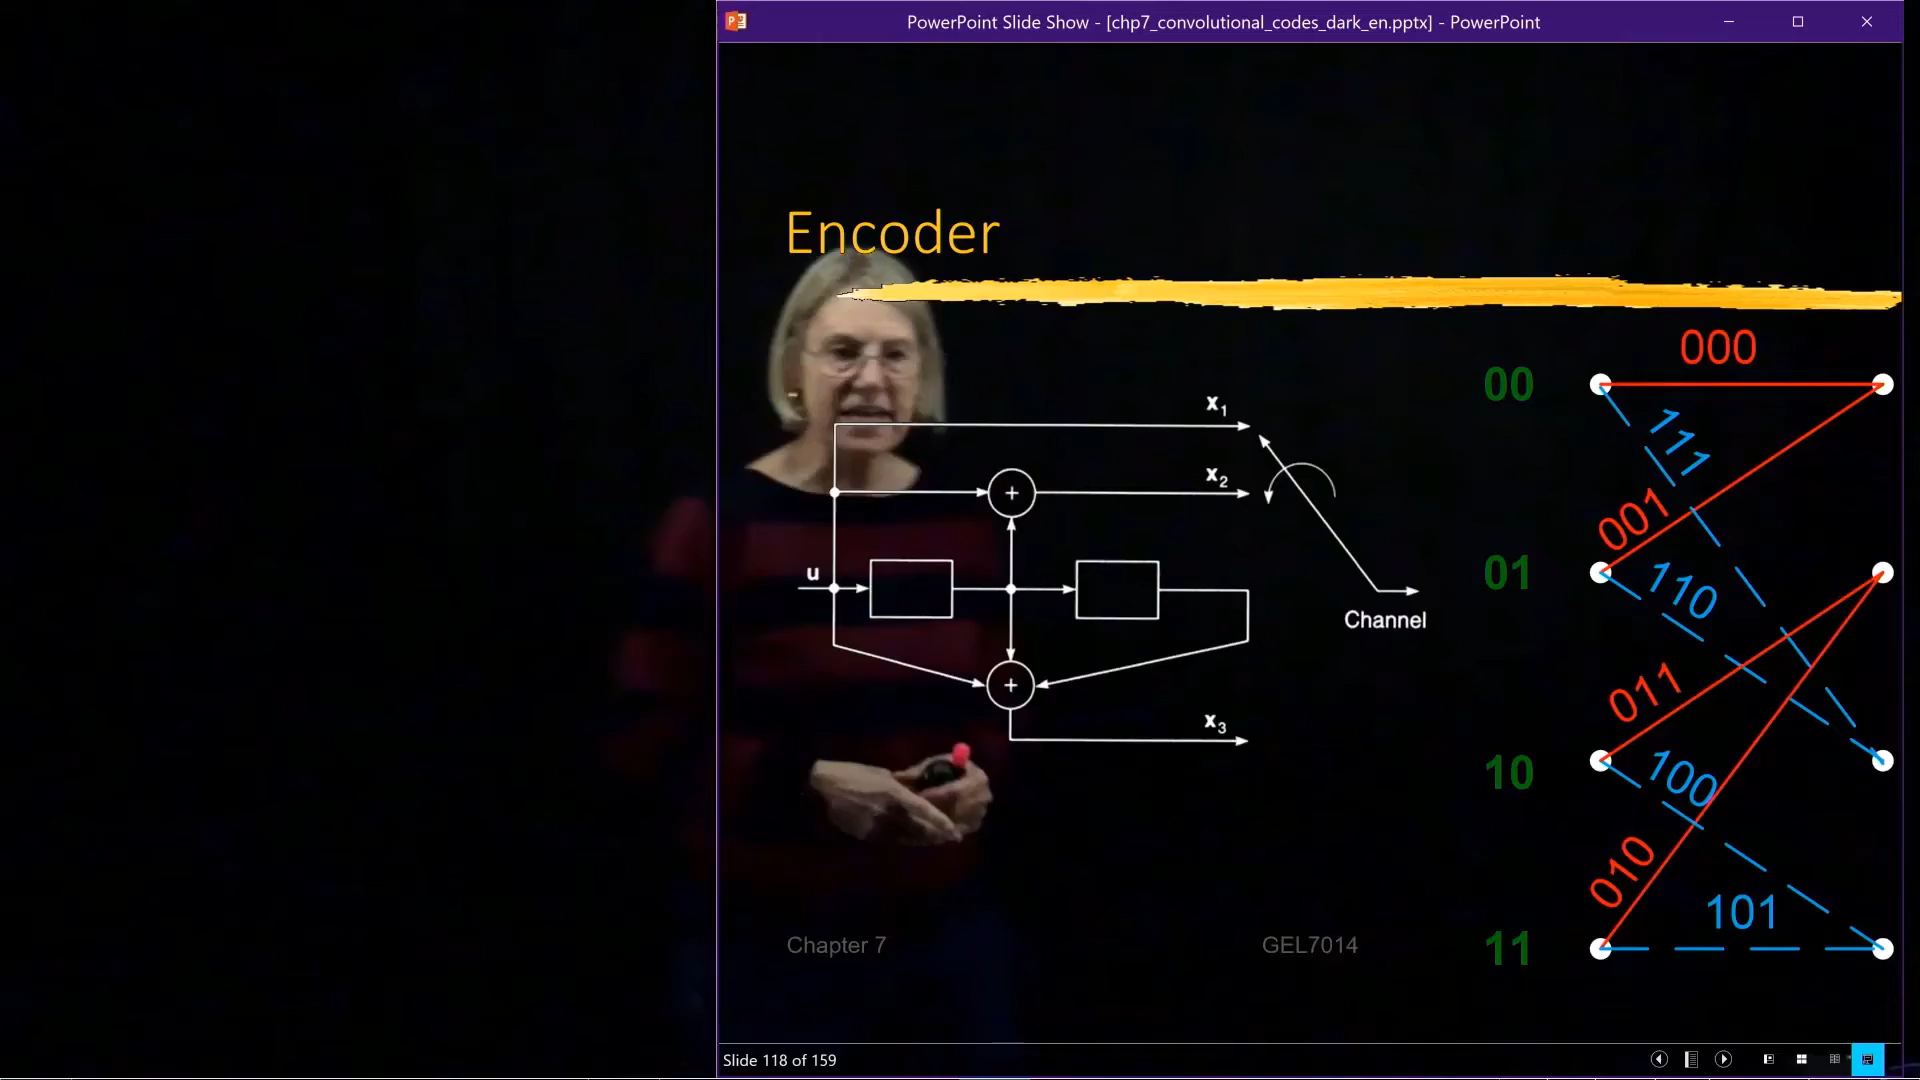 PowerPoint Slide Show - [chp7_convolutional_codes_dark_en.pptx] - PowerPoint
Encoder
000
00
111
x1
x2
001
01
110
u
+
Channel
011
+
x3
10
100
010
101
11
Chapter 7
GEL7014
Slide 118 of 159